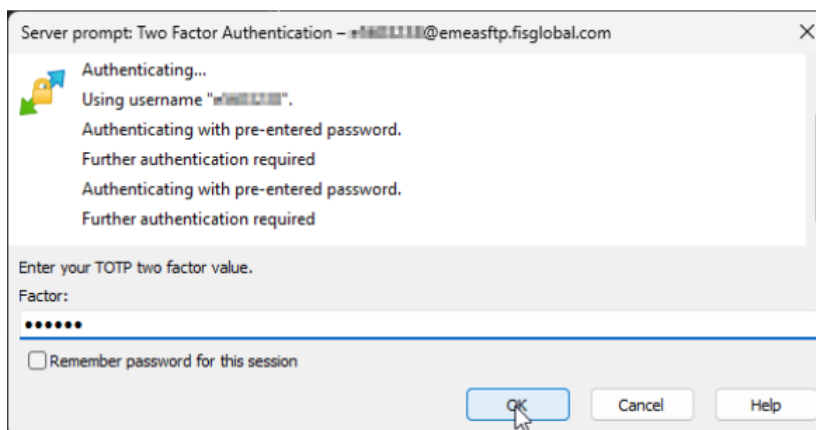 Server prompt: Two Factor Authentication – @emeasftp.fisglobal.com
Authenticating...
Using username "".
Authenticating with pre-entered password.
Further authentication required
Authenticating with pre-entered password.
Further authentication required
Enter your TOTP two factor value.
Factor:
••••••
Remember password for this session
OK Cancel Help